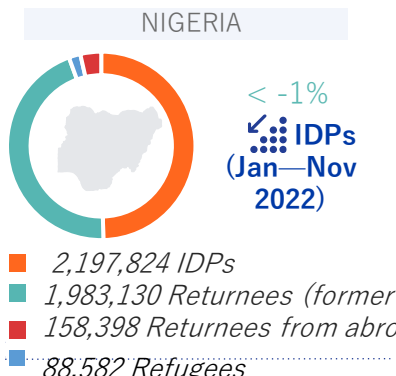 NIGERIA
< -1%
IDPs
(Jan—Nov
2022)
2,197,824 IDPs
1,983,130 Returnees (former
158,398 Returnees from abro
88,582 Refugees